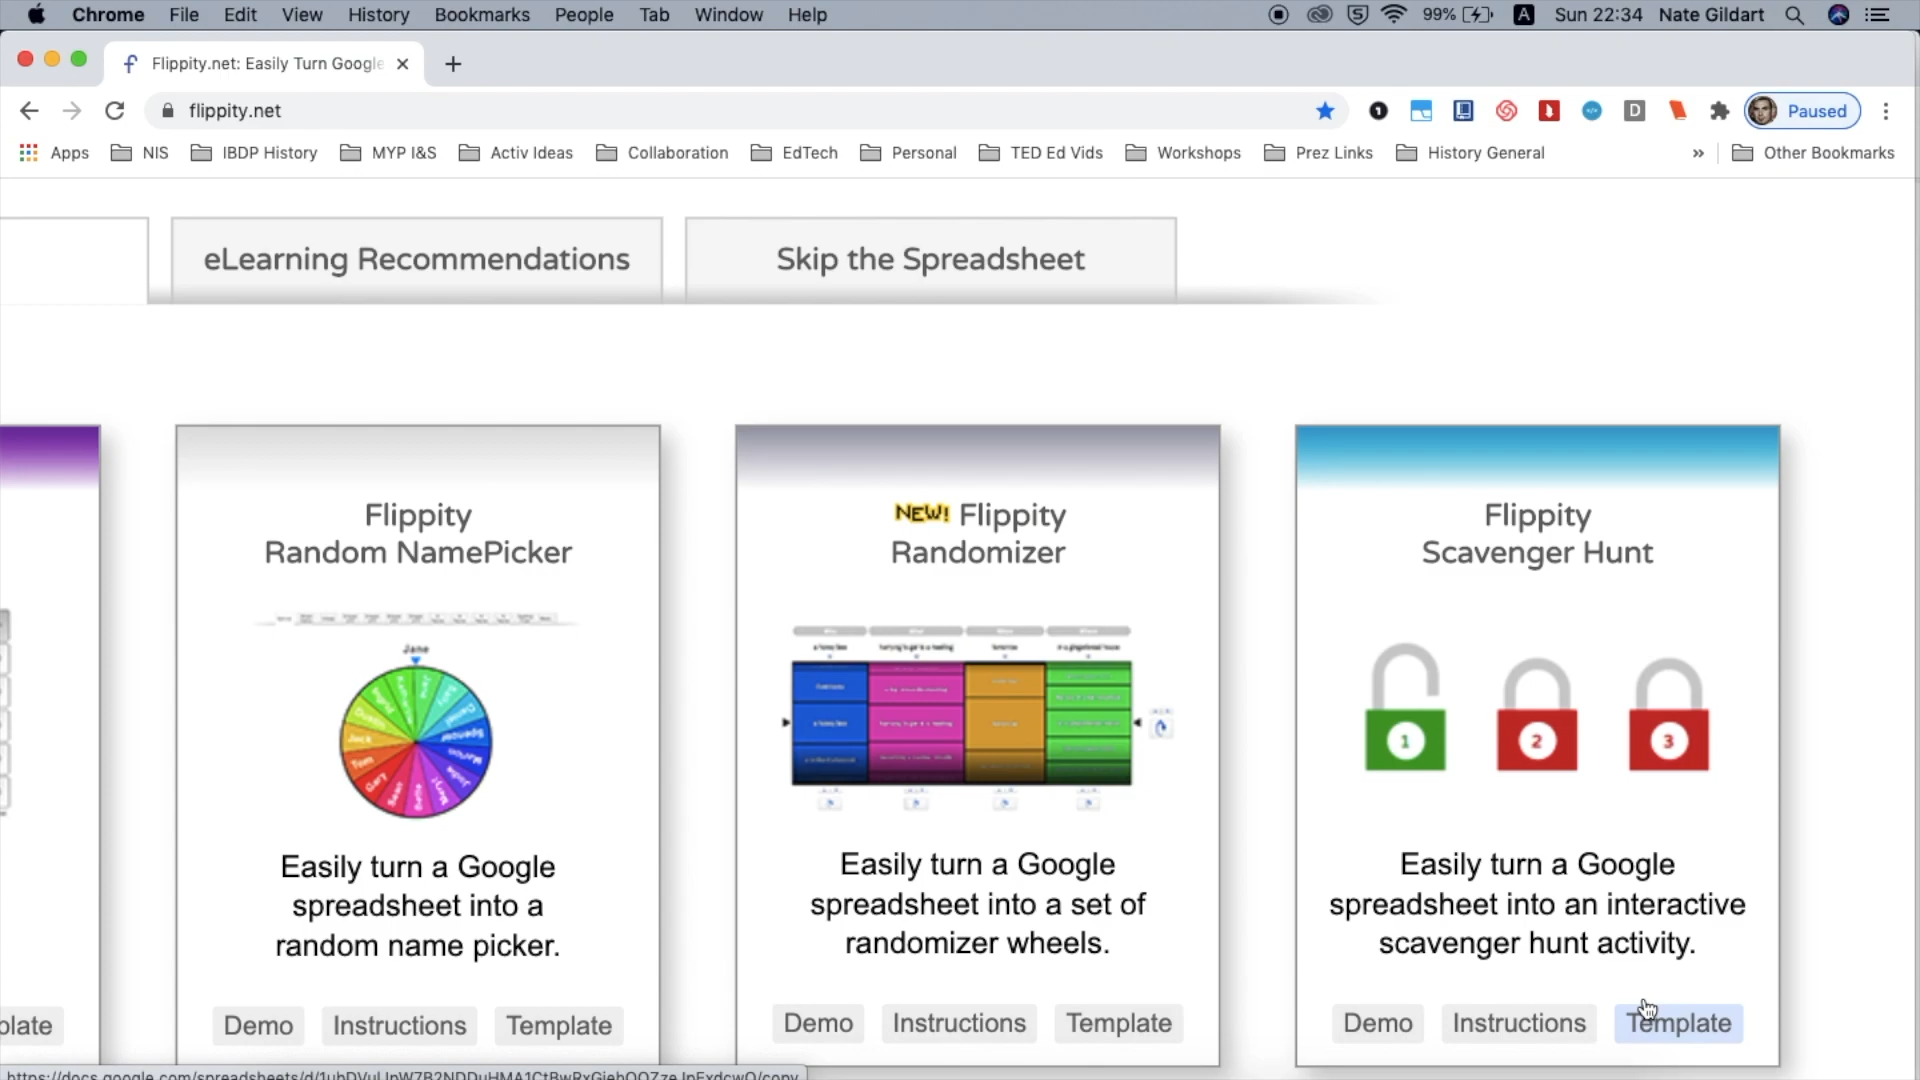 Chrome File Edit View History Bookmarks People Tab Window Help 99% A Sun 22:34 Nate Gildart
Flippity.net: Easily Turn Google
flippity.net Paused
Apps NIS IBDP History MYP I&S Activ Ideas Collaboration EdTech Personal TED Ed Vids Workshops Prez Links History General » Other Bookmarks
eLearning Recommendations Skip the Spreadsheet
Flippity
Random NamePicker
Jane
Easily turn a Google
spreadsheet into a
random name picker.
Demo Instructions Template
NEW! Flippity
Randomizer
Easily turn a Google
spreadsheet into a set of
randomizer wheels.
Demo Instructions Template
Flippity
Scavenger Hunt
1 2 3
Easily turn a Google
spreadsheet into an interactive
scavenger hunt activity.
Demo Instructions Template
plate